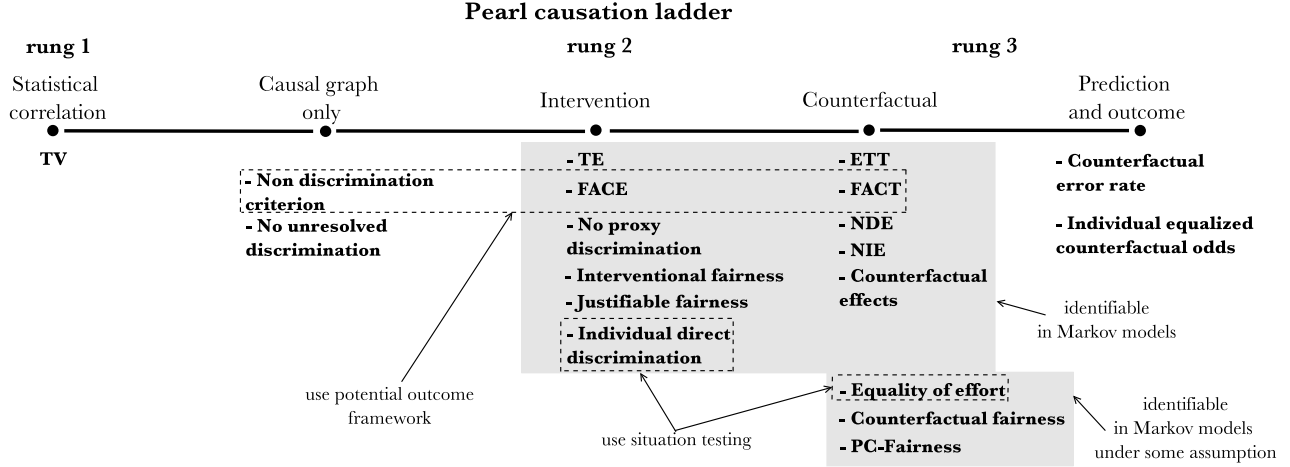 Pearl causation ladder
rung 1
rung 2
rung 3
Statistical
correlation
Causal graph
only
Intervention
Counterfactual
Prediction
and outcome
TV
- Non discrimination
criterion
- No unresolved
discrimination
- TE
- FACE
- No proxy
discrimination
- Interventional fairness
- Justifiable fairness
- Individual direct
discrimination
- ETT
- FACT
- NDE
- NIE
- Counterfactual
effects
- Equality of effort
- Counterfactual fairness
- PC-Fairness
- Counterfactual
error rate
- Individual equalized
counterfactual odds
identifiable
in Markov models
use potential outcome
framework
use situation testing
identifiable
in Markov models
under some assumption